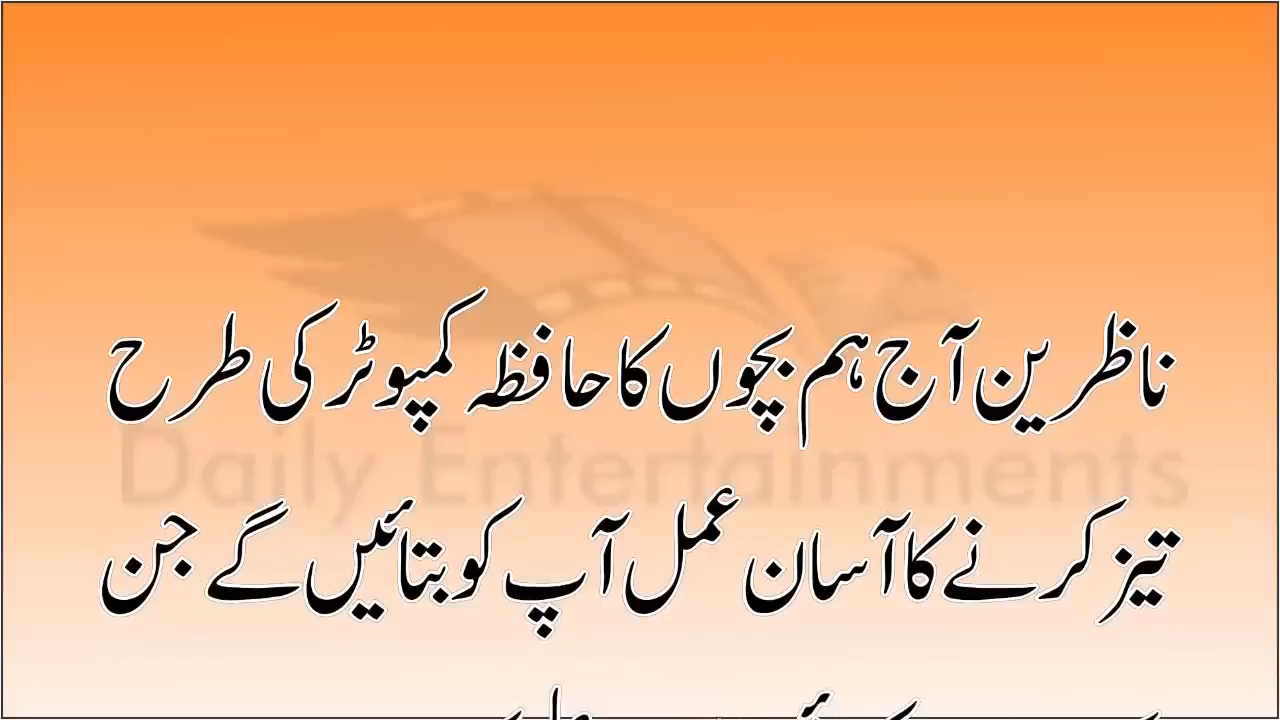 ناظرین آج ہم بچوں کا حافظہ کمپوٹر کی طرح
Daily Entertainments
تیز کرنے کا آسان عمل آپ کو بتائیں گے جن